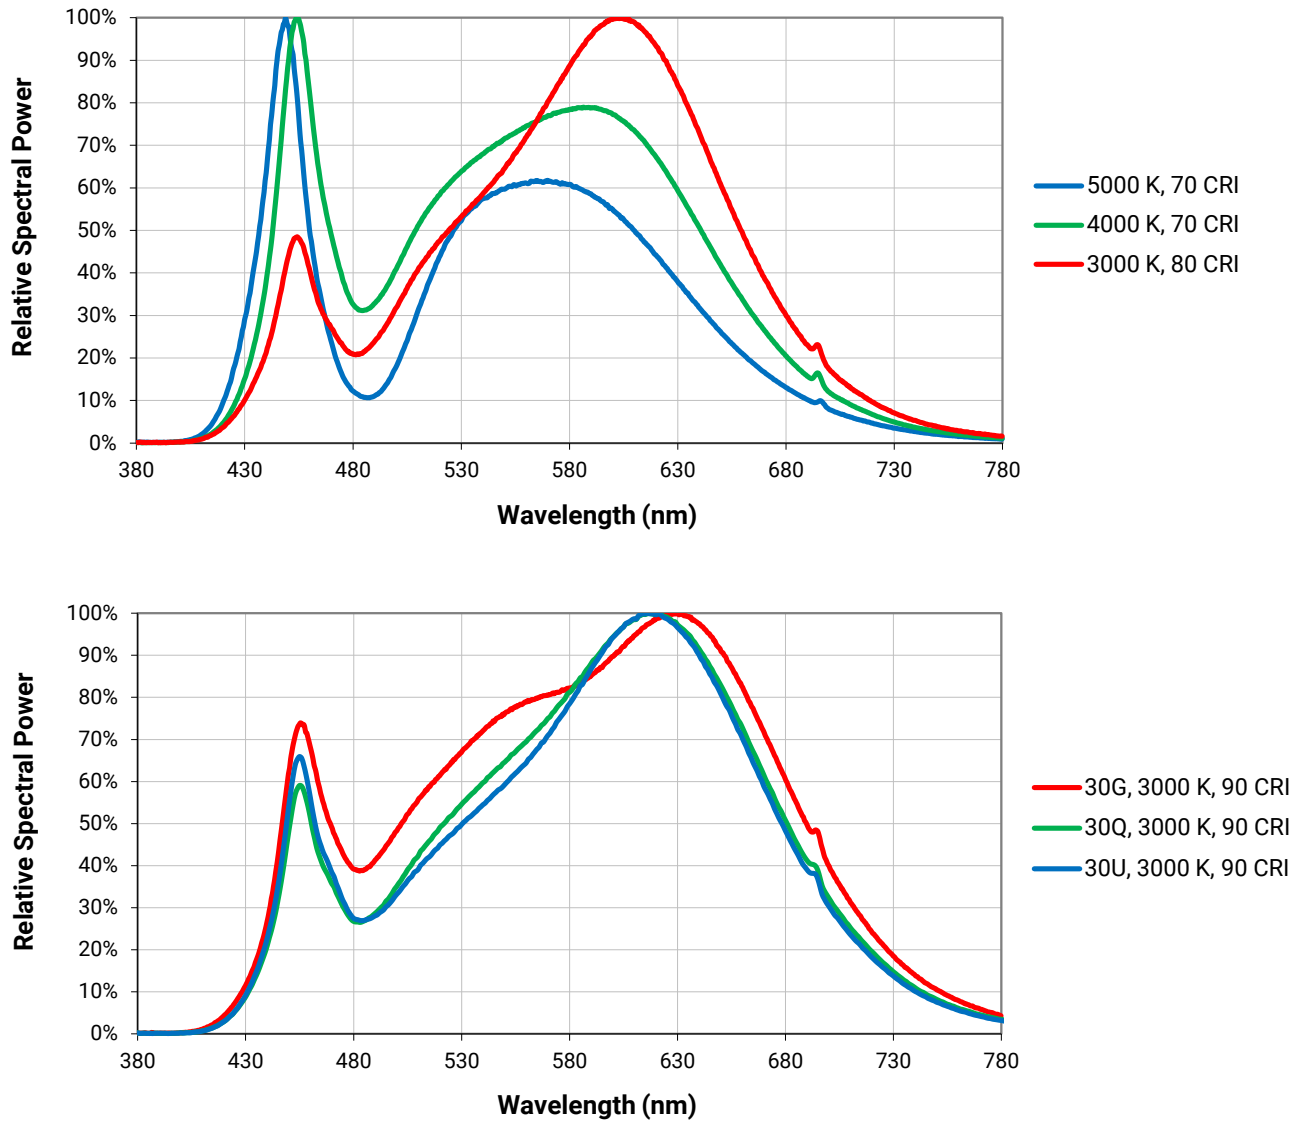 100%
90%
80%
70%
60%
50%
40%
30%
20%
10%
0%
Relative Spectral Power
380 430 480 530 580 630 680 730 780
Wavelength (nm)
5000 K, 70 CRI
4000 K, 70 CRI
3000 K, 80 CRI
100%
90%
80%
70%
60%
50%
40%
30%
20%
10%
0%
Relative Spectral Power
380 430 480 530 580 630 680 730 780
Wavelength (nm)
30G, 3000 K, 90 CRI
30Q, 3000 K, 90 CRI
30U, 3000 K, 90 CRI